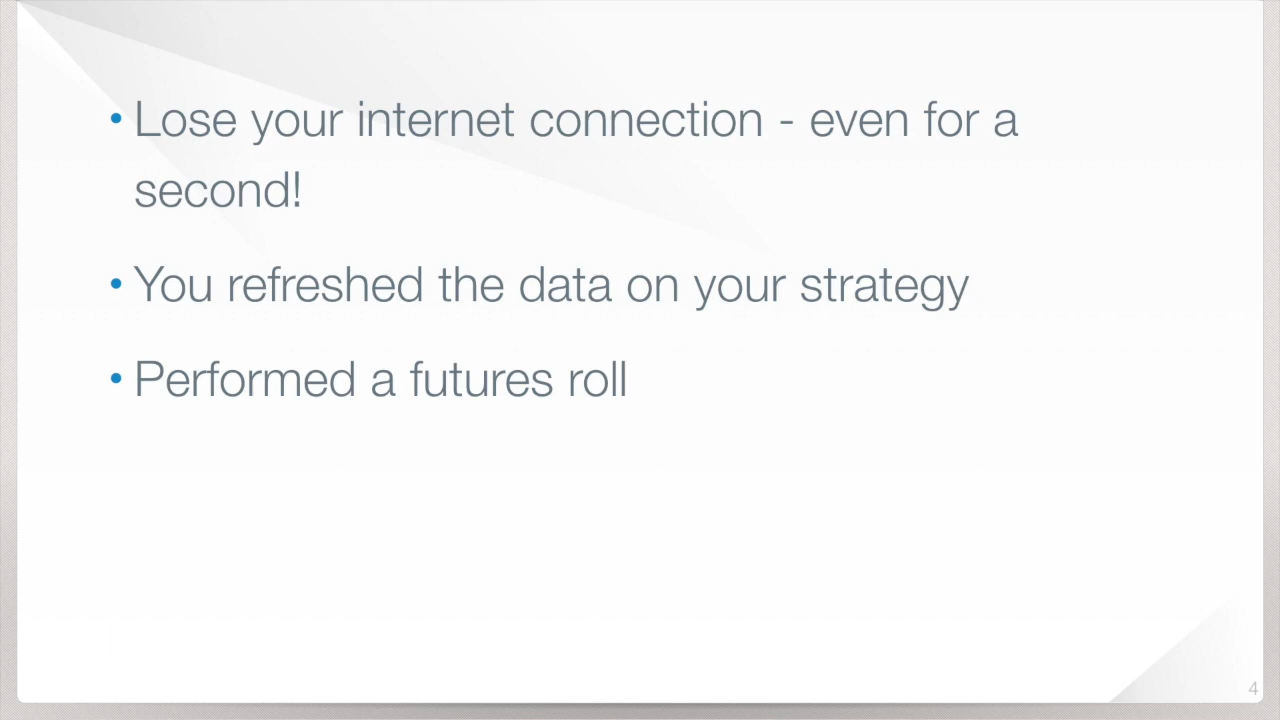 • Lose your internet connection - even for a
second!
• You refreshed the data on your strategy
• Performed a futures roll
4